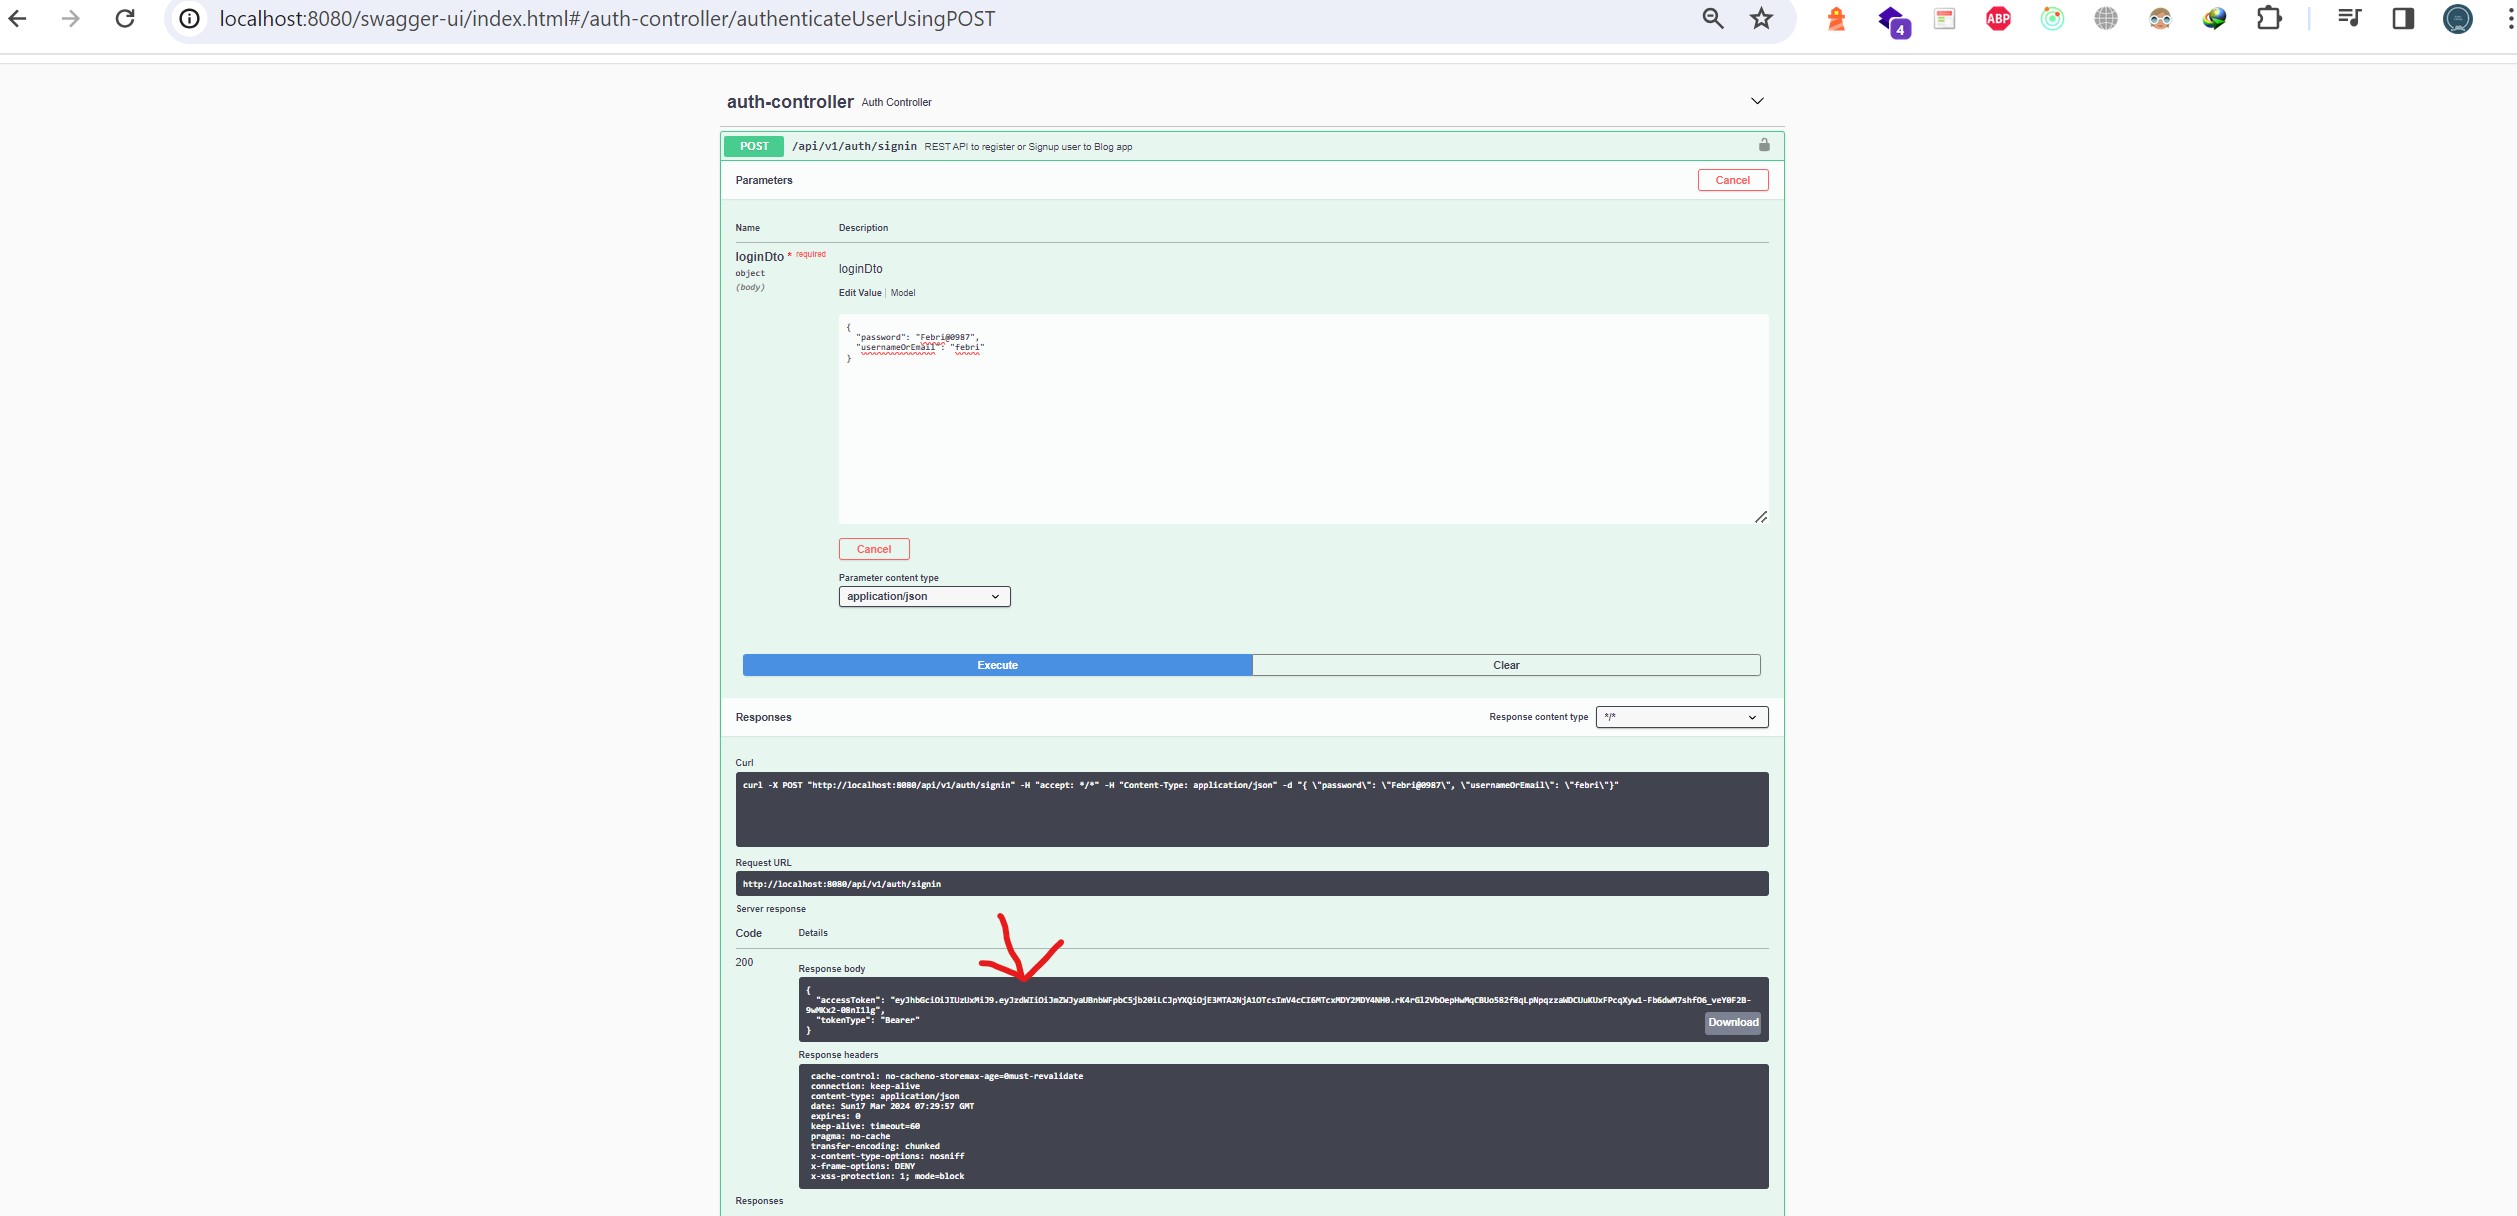 localhost:8080/swagger-ui/index.html#/auth-controller/authenticateUserUsingPOST
4
ABP
auth-controller Auth Controller
POST /api/v1/auth/signin REST API to register or Signup user to Blog app
Parameters
Cancel
Name Description
loginDto * required
object
(body)
loginDto
Edit Value | Model
{
"password": "Febri@0987",
"usernameOrEmail": "febri"
}
Cancel
Parameter content type
application/json
Execute
Clear
Responses
Response content type */*
Curl
curl -X POST "http://localhost:8080/api/v1/auth/signin" -H "accept: */*" -H "Content-Type: application/json" -d "{ \"password\": \"Febri@0987\", \"usernameOrEmail\": \"febri\"}"
Request URL
http://localhost:8080/api/v1/auth/signin
Server response
Code Details
200
Response body
{
"accessToken":
"tokenType": "Bearer"
}
Download
Response headers
cache-control: no-cacheno-storemax-age=0must-revalidate
connection: keep-alive
content-type: application/json
date: Sun17 Mar 2024 07:29:57 GMT
expires: 0
keep-alive: timeout=60
pragma: no-cache
transfer-encoding: chunked
x-content-type-options: nosniff
x-frame-options: DENY
x-xss-protection: 1; mode=block
Responses